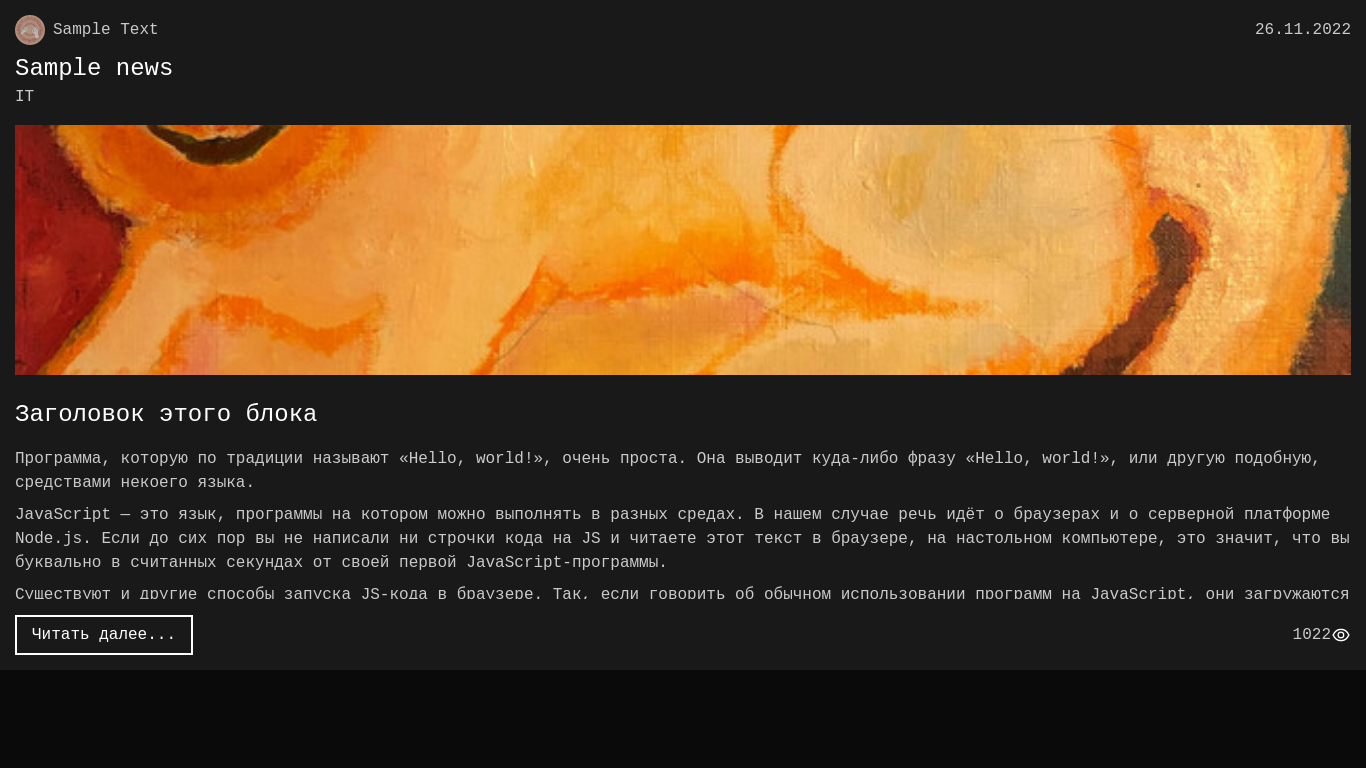 Sample Text
26.11.2022
Sample news
IT
Заголовок этого блока
Программа, которую по традиции называют «Hello, world!», очень проста. Она выводит куда-либо фразу «Hello, world!», или другую подобную,
средствами некоего языка.
JavaScript — это язык, программы на котором можно выполнять в разных средах. В нашем случае речь идёт о браузерах и о серверной платформе
Node.js. Если до сих пор вы не написали ни строчки кода на JS и читаете этот текст в браузере, на настольном компьютере, это значит, что вы
буквально в считанных секундах от своей первой JavaScript-программы.
Существуют и другие способы запуска JS-кода в браузере. Так, если говорить об обычном использовании программ на JavaScript, они загружаются
Читать далее...
1022